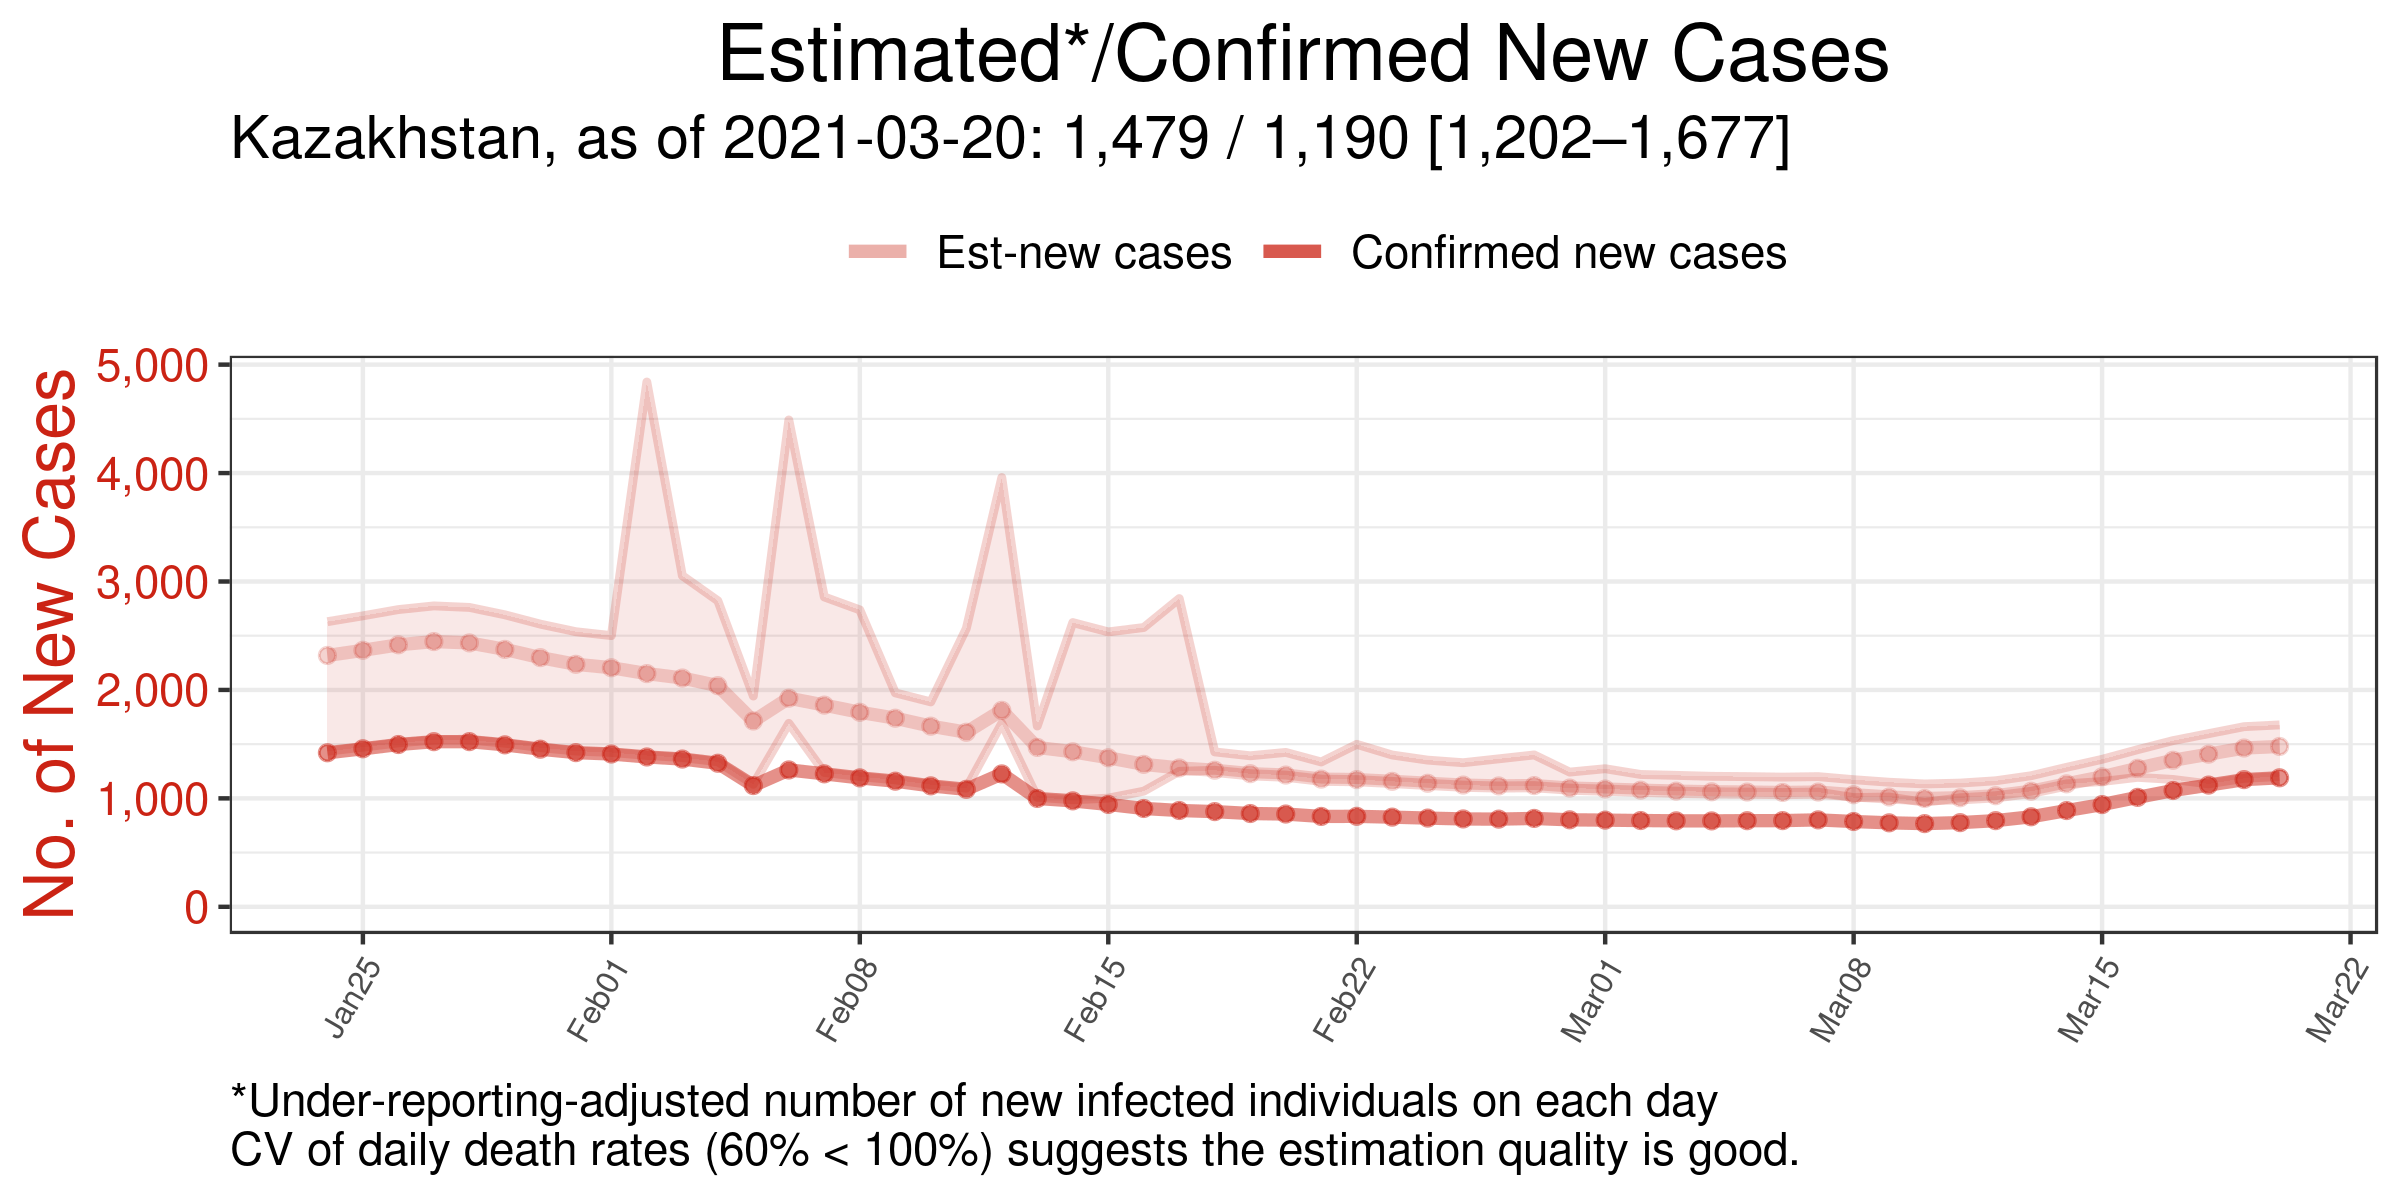 Estimated*/Confirmed New Cases
Kazakhstan, as of 2021-03-20: 1,479 / 1,190 [1,202–1,677]
Est-new cases
Confirmed new cases
No. of New Cases
5,000
4,000
3,000
2,000
1,000
0
Jan25
Feb01
Feb08
Feb15
Feb22
Mar01
Mar08
Mar15
Mar22
*Under-reporting-adjusted number of new infected individuals on each day
CV of daily death rates (60% < 100%) suggests the estimation quality is good.